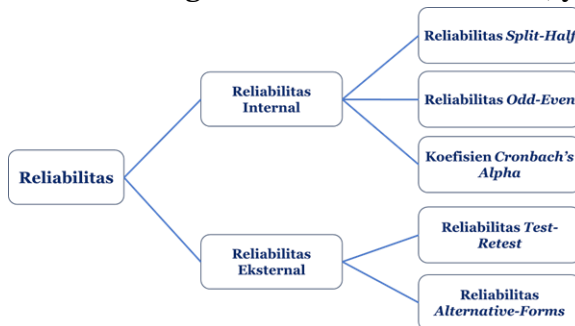 Reliabilitas
Reliabilitas
Internal
Reliabilitas
Eksternal
Reliabilitas Split-Half
Reliabilitas Odd-Even
Koefisien Cronbach's
Alpha
Reliabilitas Test-
Retest
Reliabilitas
Alternative-Forms